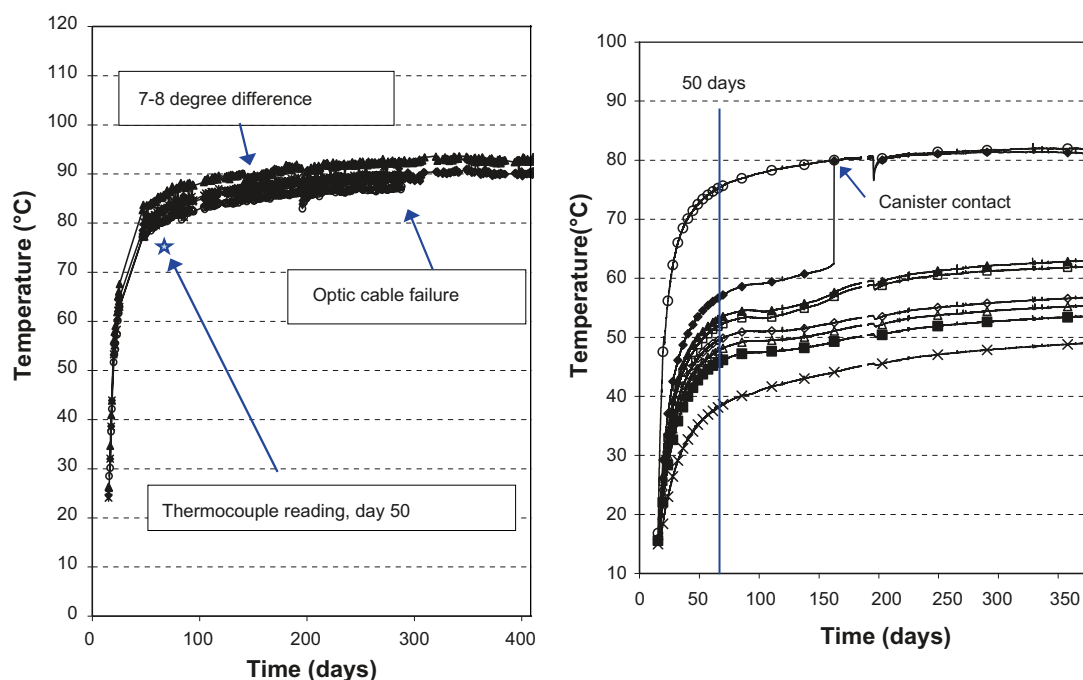 120
110
100
90
80
70
60
50
40
30
20
10
0
Temperature (°C)
7-8 degree difference
Optic cable failure
Thermocouple reading, day 50
0 100 200 300 400
Time (days)
100
90
80
70
60
50
40
30
20
10
Temperature(°C)
50 days
Canister contact
0 50 100 150 200 250 300 350
Time (days)